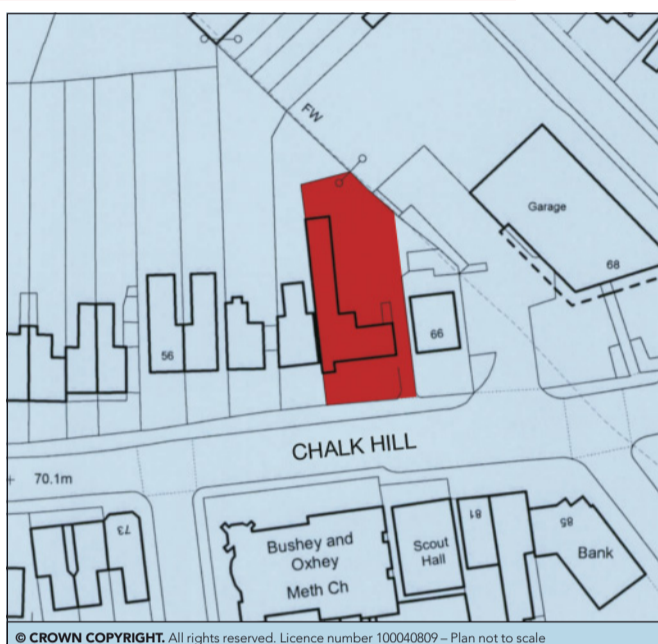 FW
Garage
68
56
66
CHALK HILL
70.1m
73
Bushey and
Oxhey
Meth Ch
Scout
Hall
81
85
Bank
© CROWN COPYRIGHT. All rights reserved. Licence number 100040809 – Plan not to scale